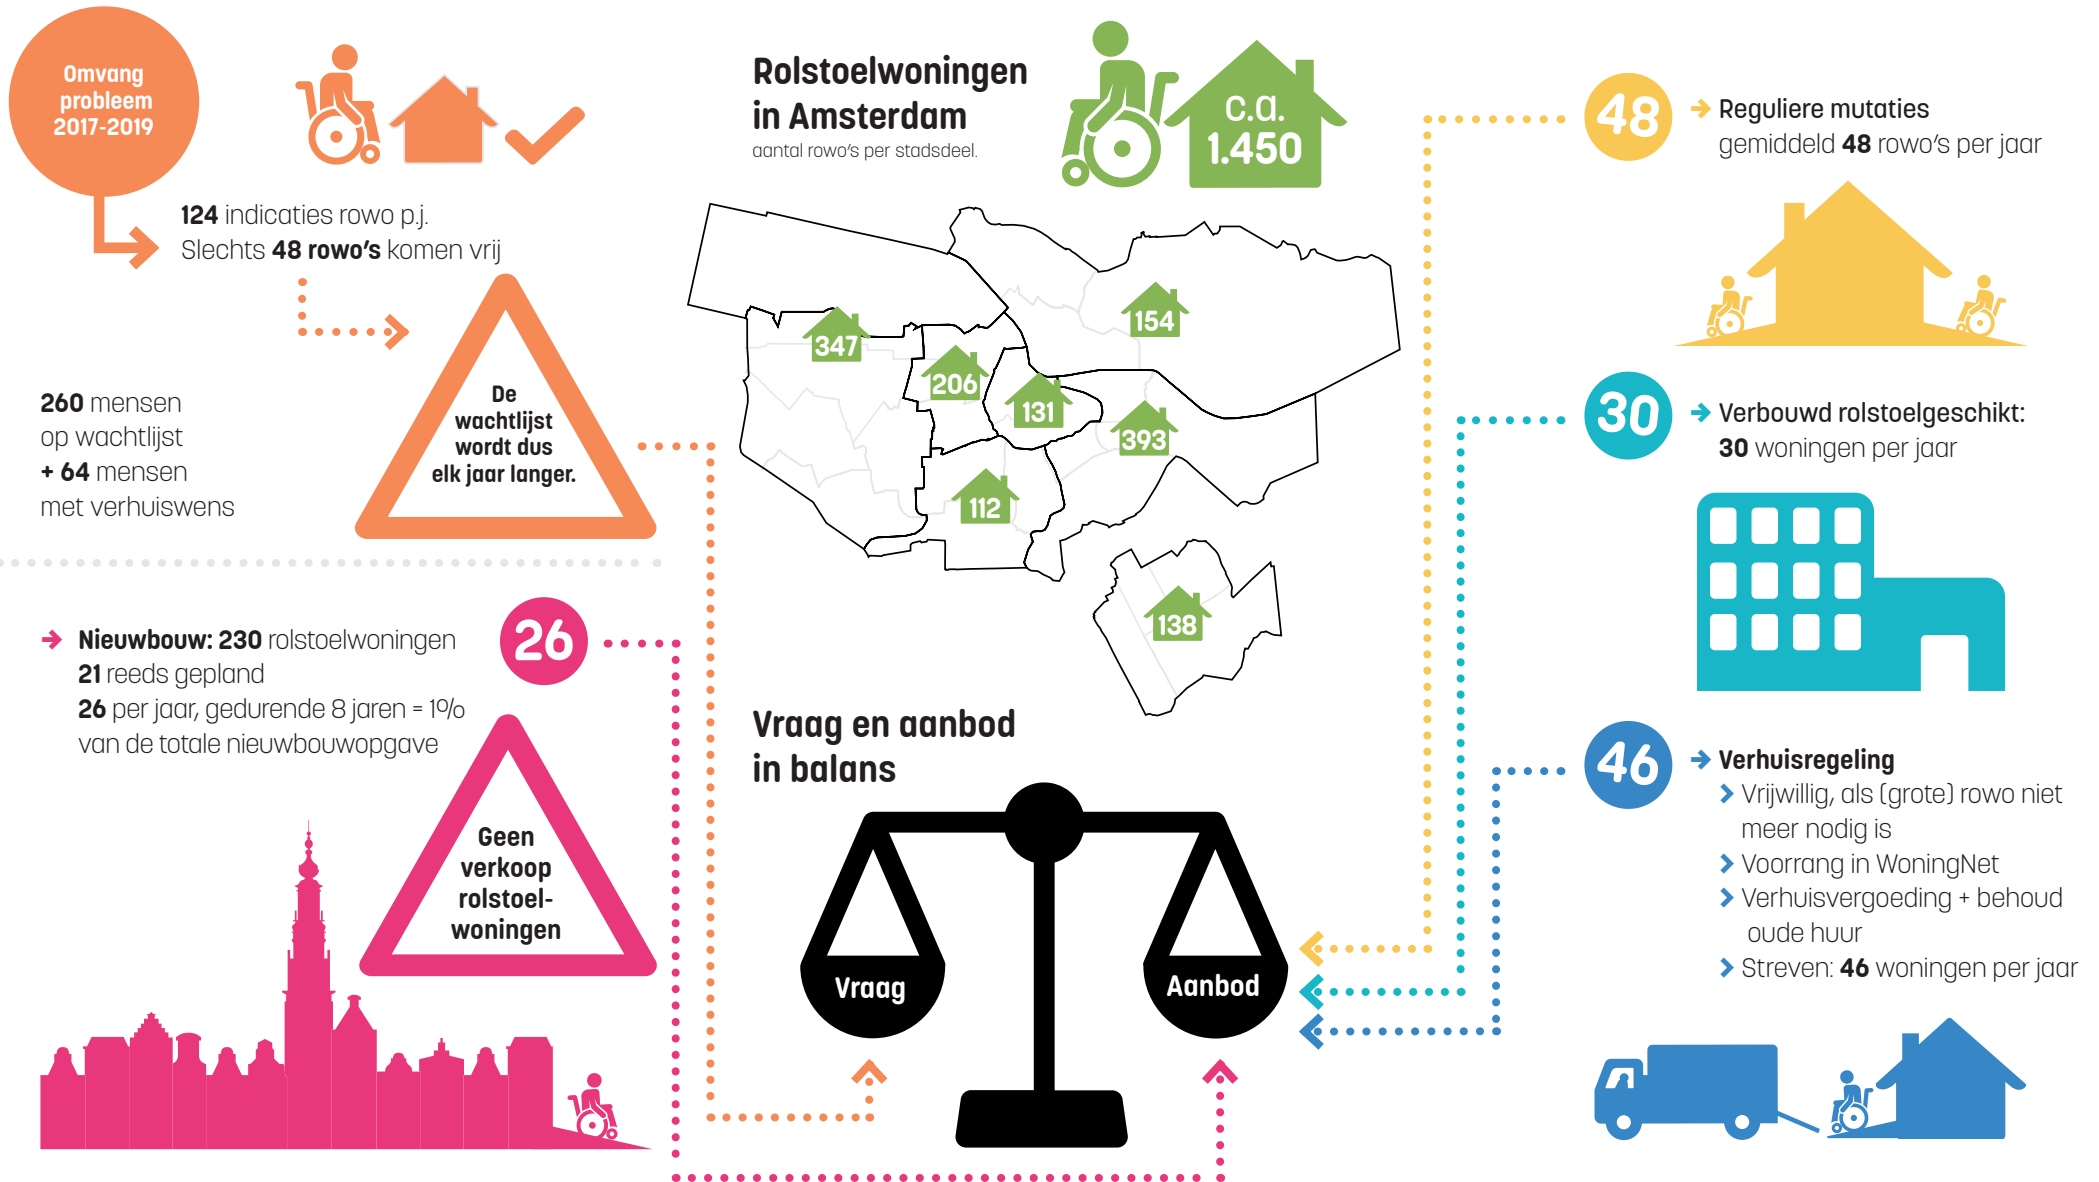 Omvang
probleem
2017-2019
124 indicaties rowo p.j.
Slechts 48 rowo's komen vrij
260 mensen
op wachtlijst
+ 64 mensen
met verhuiswens
De
wachtlijst
wordt dus
elk jaar langer.
Nieuwbouw: 230 rolstoelwoningen
21 reeds gepland
26 per jaar, gedurende 8 jaren = 1%
van de totale nieuwbouwopgave
26
Geen
verkoop
rolstoel-
woningen
Rolstoelwoningen
in Amsterdam
aantal rowo's per stadsdeel.
c.a.
1.450
347
206
131
154
393
112
138
Vraag en aanbod
in balans
Vraag
Aanbod
48
Reguliere mutaties
gemiddeld 48 rowo's per jaar
30
Verbouwd rolstoelgeschikt:
30 woningen per jaar
46
Verhuisregeling
Vrijwillig, als (grote) rowo niet
meer nodig is
Voorrang in WoningNet
Verhuisvergoeding + behoud
oude huur
Streven: 46 woningen per jaar